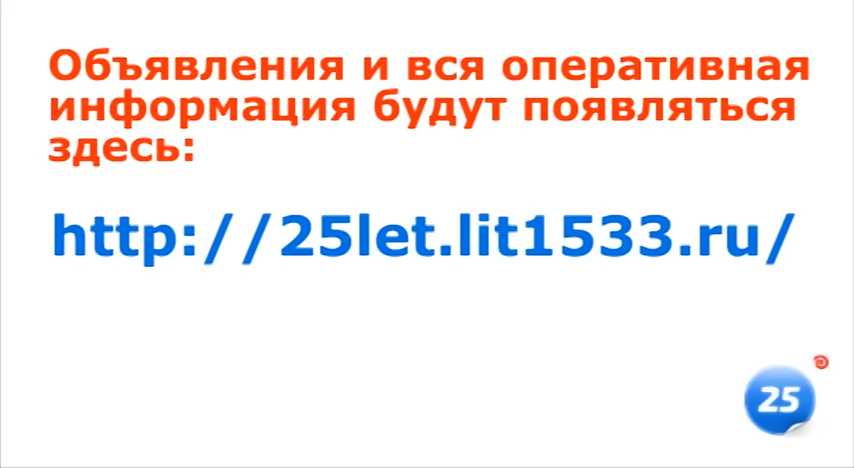 Объявления и вся оперативная
информация будут появляться
здесь:
http://25let.lit1533.ru/
25